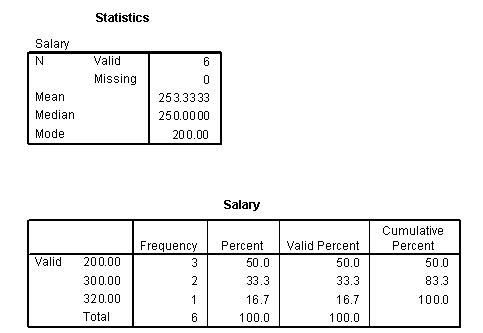 Statistics
Salary
N Valid 6
Missing 0
Mean 253.3333
Median 250.0000
Mode 200.00
Salary
Frequency Percent Valid Percent Cumulative Percent
Valid 200.00 3 50.0 50.0 50.0
300.00 2 33.3 33.3 83.3
320.00 1 16.7 16.7 100.0
Total 6 100.0 100.0